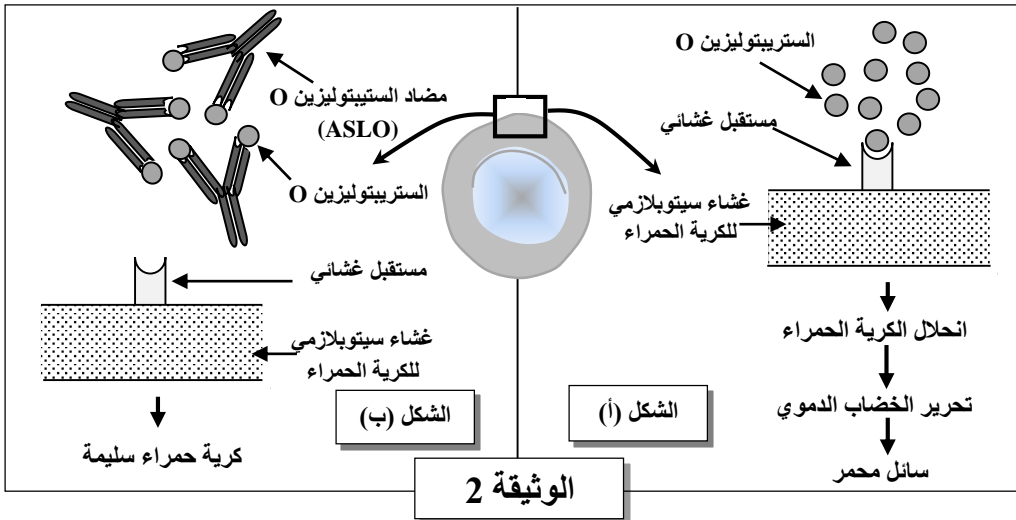 الستريبتوليزين O
مستقبل غشائي
غشاء سيتوبلازمي
للكرية الحمراء
انحلال الكرية الحمراء
تحرير الخضاب الدموي
سائل محمر
الشكل (أ)
مضاد الستيبتوليزين O
(ASLO)
الستريبتوليزين O
مستقبل غشائي
غشاء سيتوبلازمي
للكرية الحمراء
كرية حمراء سليمة
الشكل (ب)
الوثيقة 2